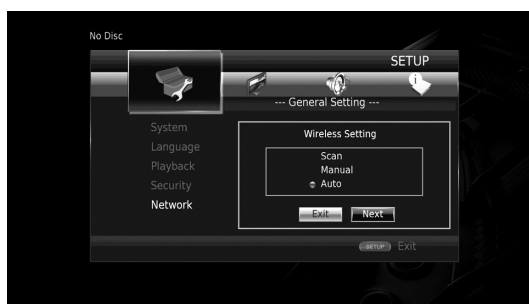 No Disc
SETUP
--- General Setting ---
System
Language
Playback
Security
Network
Wireless Setting
Scan
Manual
Auto
Exit Next
SETUP Exit